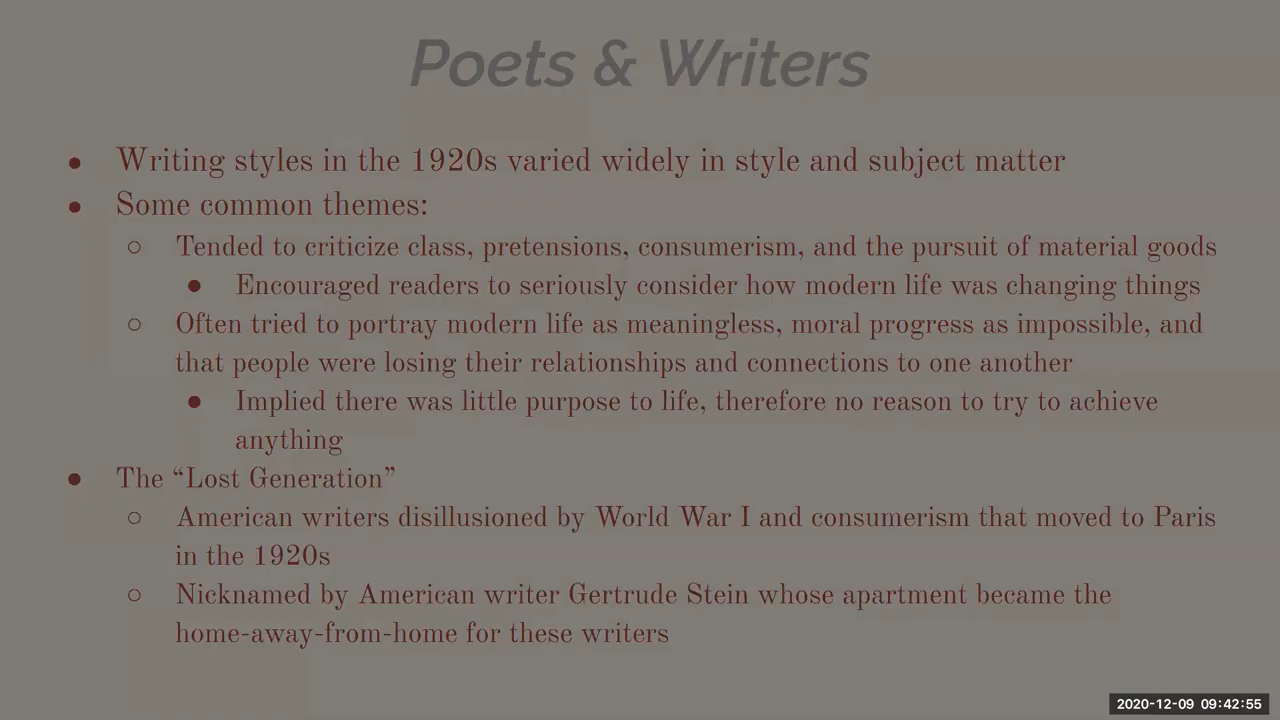 Poets & Writers
● Writing styles in the 1920s varied widely in style and subject matter
● Some common themes:
○ Tended to criticize class, pretensions, consumerism, and the pursuit of material goods
● Encouraged readers to seriously consider how modern life was changing things
○ Often tried to portray modern life as meaningless, moral progress as impossible, and
that people were losing their relationships and connections to one another
● Implied there was little purpose to life, therefore no reason to try to achieve
anything
● The “Lost Generation”
○ American writers disillusioned by World War I and consumerism that moved to Paris
in the 1920s
○ Nicknamed by American writer Gertrude Stein whose apartment became the
home-away-from-home for these writers
2020-12-09 09:42:55